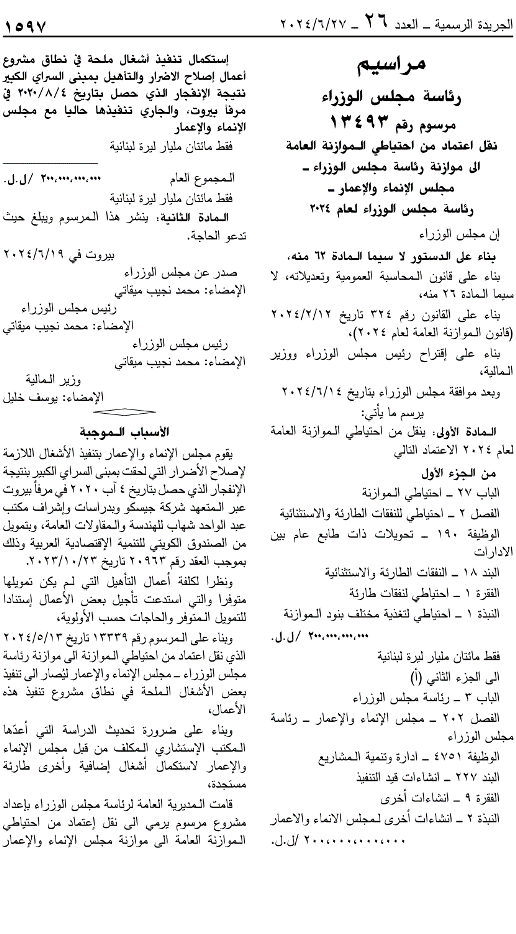 الجريدة الرسمية ـ العدد ٢٦ ـ ٢٠٢٤/٦/٢٧
١٥٩٧
مراسيم
رئاسة مجلس الوزراء
مرسوم رقم ١٣٤٩٣
نقل اعتماد من احتياطي الموازنة العامة
الى موازنة رئاسة مجلس الوزراء ـ
مجلس الإنماء والإعمار ـ
رئاسة مجلس الوزراء لعام ٢٠٢٤
إن مجلس الوزراء
بناء على الدستور لا سيما المادة ٦٢ منه،
بناء على قانون المحاسبة العمومية وتعديلاته، لا
سيما المادة ٢٦ منه،
بناء على القانون رقم ٣٢٤ تاريخ ٢٠٢٤/٢/١٢
(قانون الموازنة العامة لعام ٢٠٢٤)،
بناء على إقتراح رئيس مجلس الوزراء ووزير
المالية،
وبعد موافقة مجلس الوزراء بتاريخ ٢٠٢٤/٦/١٤
يرسم ما يأتي:
المادة الأولى: ينقل من احتياطي الموازنة العامة
لعام ٢٠٢٤ الاعتماد التالي
من الجزء الأول
الباب ٢٧ ـ احتياطي الموازنة
الفصل ٢ ـ احتياطي للنفقات الطارئة والاستثنائية
الوظيفة ١٩٠ ـ تحويلات ذات طابع عام بين
الادارات
البند ١٨ ـ النفقات الطارئة والاستثنائية
الفقرة ١ ـ احتياطي لنفقات طارئة
النبذة ١ ـ احتياطي لتغذية مختلف بنود الموازنة
٢٠٠،٠٠٠،٠٠٠،٠٠٠ /ل.ل.
فقط مائتان مليار ليرة لبنانية
الى الجزء الثاني (أ)
الباب ٣ ـ رئاسة مجلس الوزراء
الفصل ٢٠٢ ـ مجلس الإنماء والإعمار ـ رئاسة
مجلس الوزراء
الوظيفة ٤٧٥١ ـ ادارة وتنمية المشاريع
البند ٢٢٧ ـ انشاءات قيد التنفيذ
الفقرة ٩ ـ انشاءات أخرى
النبذة ٢ ـ انشاءات أخرى لمجلس الانماء والاعمار
٢٠٠،٠٠٠،٠٠٠،٠٠٠ /ل.ل.
إستكمال تنفيذ أشغال ملحة في نطاق مشروع
أعمال إصلاح الاضرار والتأهيل بمبنى السراي الكبير
نتيجة الإنفجار الذي حصل بتاريخ ٢٠٢٠/٨/٤ في
مرفأ بيروت، والجاري تنفيذها حاليا مع مجلس
الإنماء والإعمار
فقط مائتان مليار ليرة لبنانية
المجموع العام ٢٠٠،٠٠٠،٠٠٠،٠٠٠ /ل.ل.
فقط مائتان مليار ليرة لبنانية
المادة الثانية: ينشر هذا المرسوم ويبلغ حيث
تدعو الحاجة.
بيروت في ٢٠٢٤/٦/١٩
صدر عن مجلس الوزراء
الإمضاء: محمد نجيب ميقاتي
رئيس مجلس الوزراء
الإمضاء: محمد نجيب ميقاتي
رئيس مجلس الوزراء
الإمضاء: محمد نجيب ميقاتي
وزير المالية
الإمضاء: يوسف خليل
الأسباب الموجبة
يقوم مجلس الإنماء والإعمار بتنفيذ الأشغال اللازمة
لإصلاح الأضرار التي لحقت بمبنى السراي الكبير بنتيجة
الإنفجار الذي حصل بتاريخ ٤ آب ٢٠٢٠ في مرفأ بيروت
عبر المتعهد شركة جيسكو وبدراسات وإشراف مكتب
عبد الواحد شهاب للهندسة والمقاولات العامة، وبتمويل
من الصندوق الكويتي للتنمية الإقتصادية العربية وذلك
بموجب العقد رقم ٢٠٩٦٣ تاريخ ٢٠٢٣/١٠/٢٣.
ونظرا لكلفة أعمال التأهيل التي لم يكن تمويلها
متوفرا والتي استدعت تأجيل بعض الأعمال إستنادا
للتمويل المتوفر والحاجات حسب الأولوية،
وبناء على المرسوم رقم ١٣٣٣٩ تاريخ ٢٠٢٤/٥/١٣
الذي نقل اعتماد من احتياطي الموازنة الى موازنة رئاسة
مجلس الوزراء ـ مجلس الإنماء والإعمار ليُصار الى تنفيذ
بعض الأشغال الملحة في نطاق مشروع تنفيذ هذه
الأعمال،
وبناء على ضرورة تحديث الدراسة التي أعدّها
المكتب الإستشاري المكلف من قبل مجلس الإنماء
والإعمار لاستكمال أشغال إضافية وأخرى طارئة
مستجدة،
قامت المديرية العامة لرئاسة مجلس الوزراء بإعداد
مشروع مرسوم يرمي الى نقل إعتماد من احتياطي
الموازنة العامة الى موازنة مجلس الإنماء والإعمار